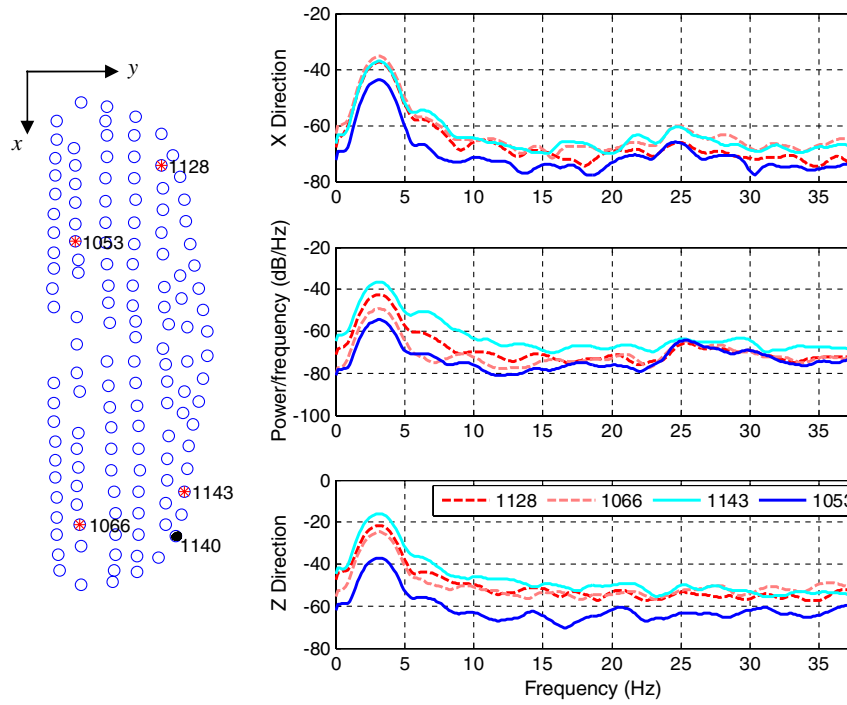 y
x
1128
1053
1143
1066
1140
X Direction
-20
-40
-60
-80
0 5 10 15 20 25 30 35
Power/frequency (dB/Hz)
-20
-40
-60
-80
-100
0 5 10 15 20 25 30 35
Z Direction
0
-20
-40
-60
-80
1128 1066 1143 1053
0 5 10 15 20 25 30 35
Frequency (Hz)